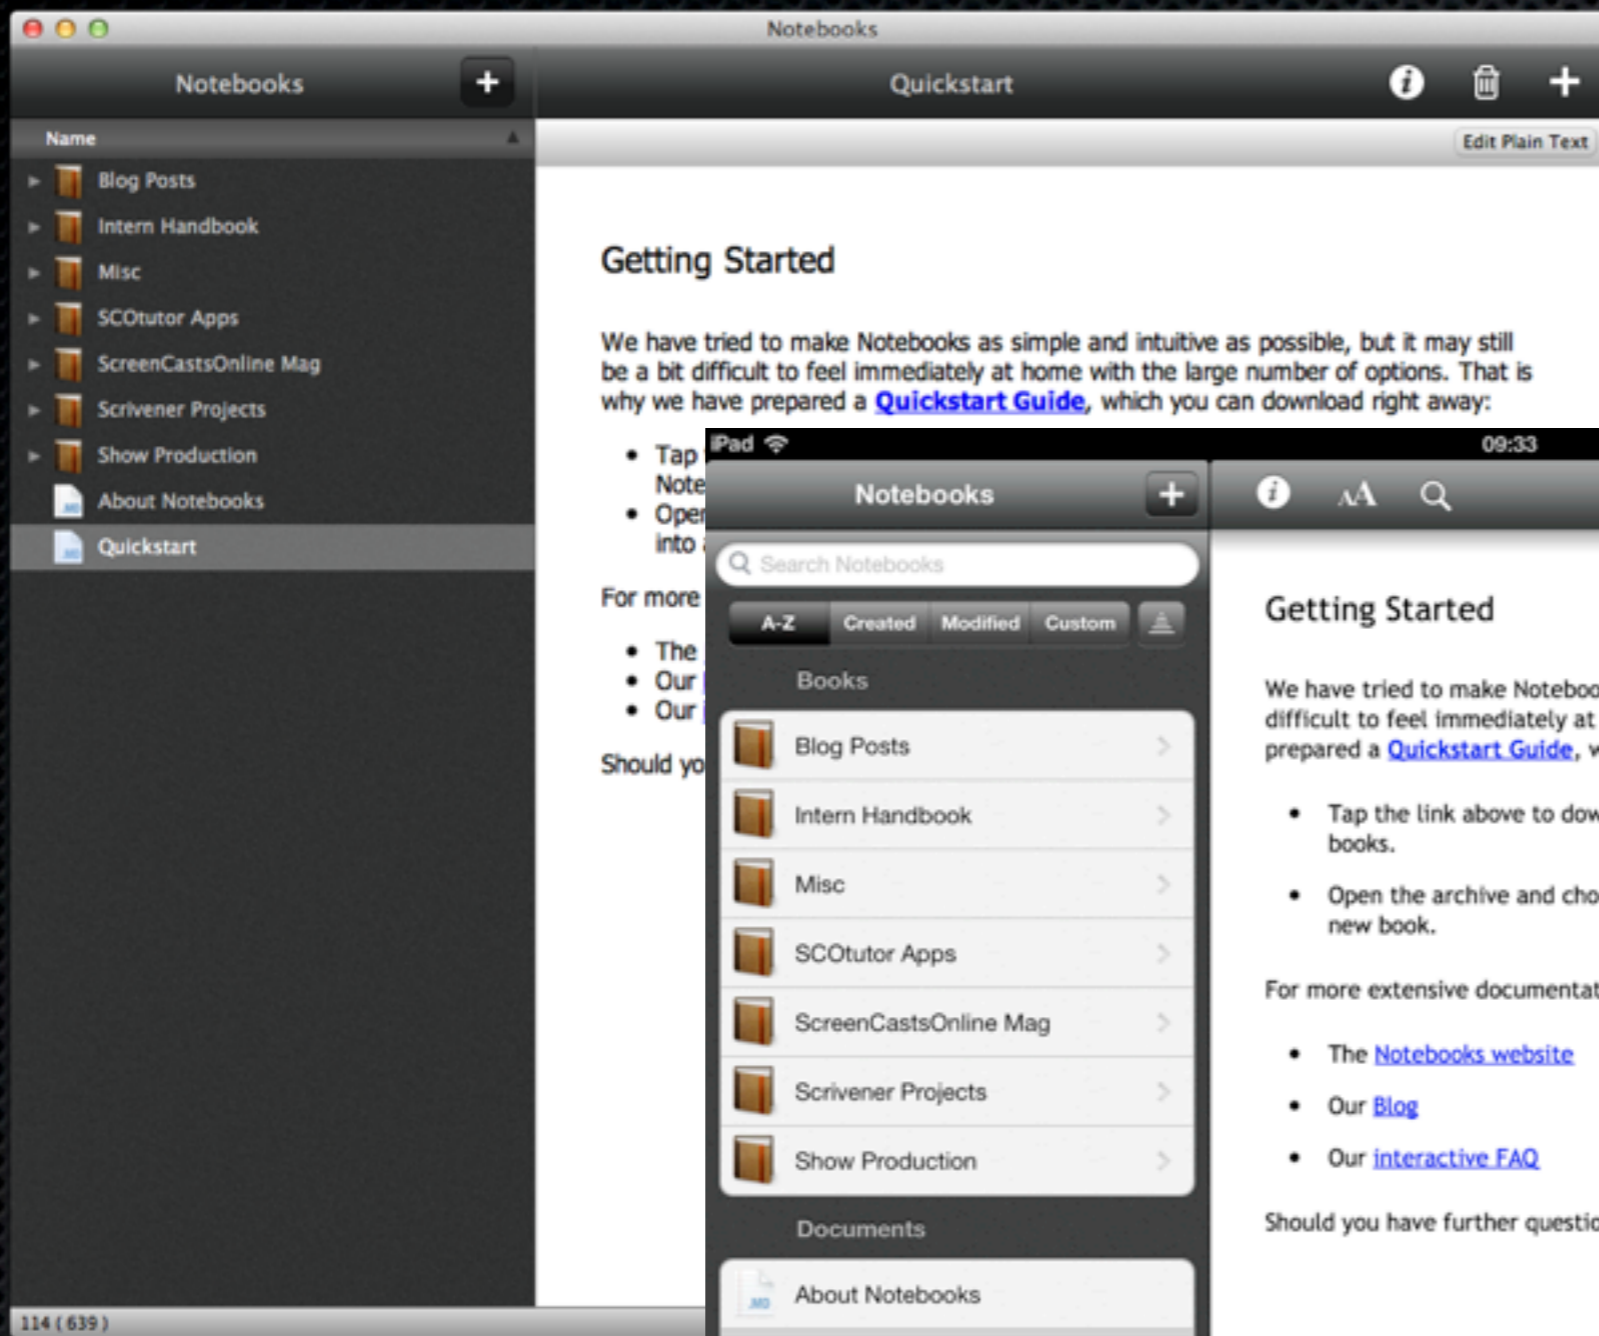 Notebooks
Notebooks
Quickstart
Name
Edit Plain Text
Blog Posts
Intern Handbook
Misc
SCOtutor Apps
ScreenCastsOnline Mag
Scrivener Projects
Show Production
About Notebooks
Quickstart
114 ( 639 )
Getting Started
We have tried to make Notebooks as simple and intuitive as possible, but it may still
be a bit difficult to feel immediately at home with the large number of options. That is
why we have prepared a Quickstart Guide, which you can download right away:
• Tap
Note
• Open
into
For more
• The
• Our
• Our
Should yo
iPad
09:33
Notebooks
AA
Search Notebooks
A-Z Created Modified Custom
Books
Blog Posts
Intern Handbook
Misc
SCOtutor Apps
ScreenCastsOnline Mag
Scrivener Projects
Show Production
Documents
About Notebooks
Getting Started
We have tried to make Noteboo
difficult to feel immediately at
prepared a Quickstart Guide, w
• Tap the link above to dow
books.
• Open the archive and cho
new book.
For more extensive documentat
• The Notebooks website
• Our Blog
• Our interactive FAQ
Should you have further questio